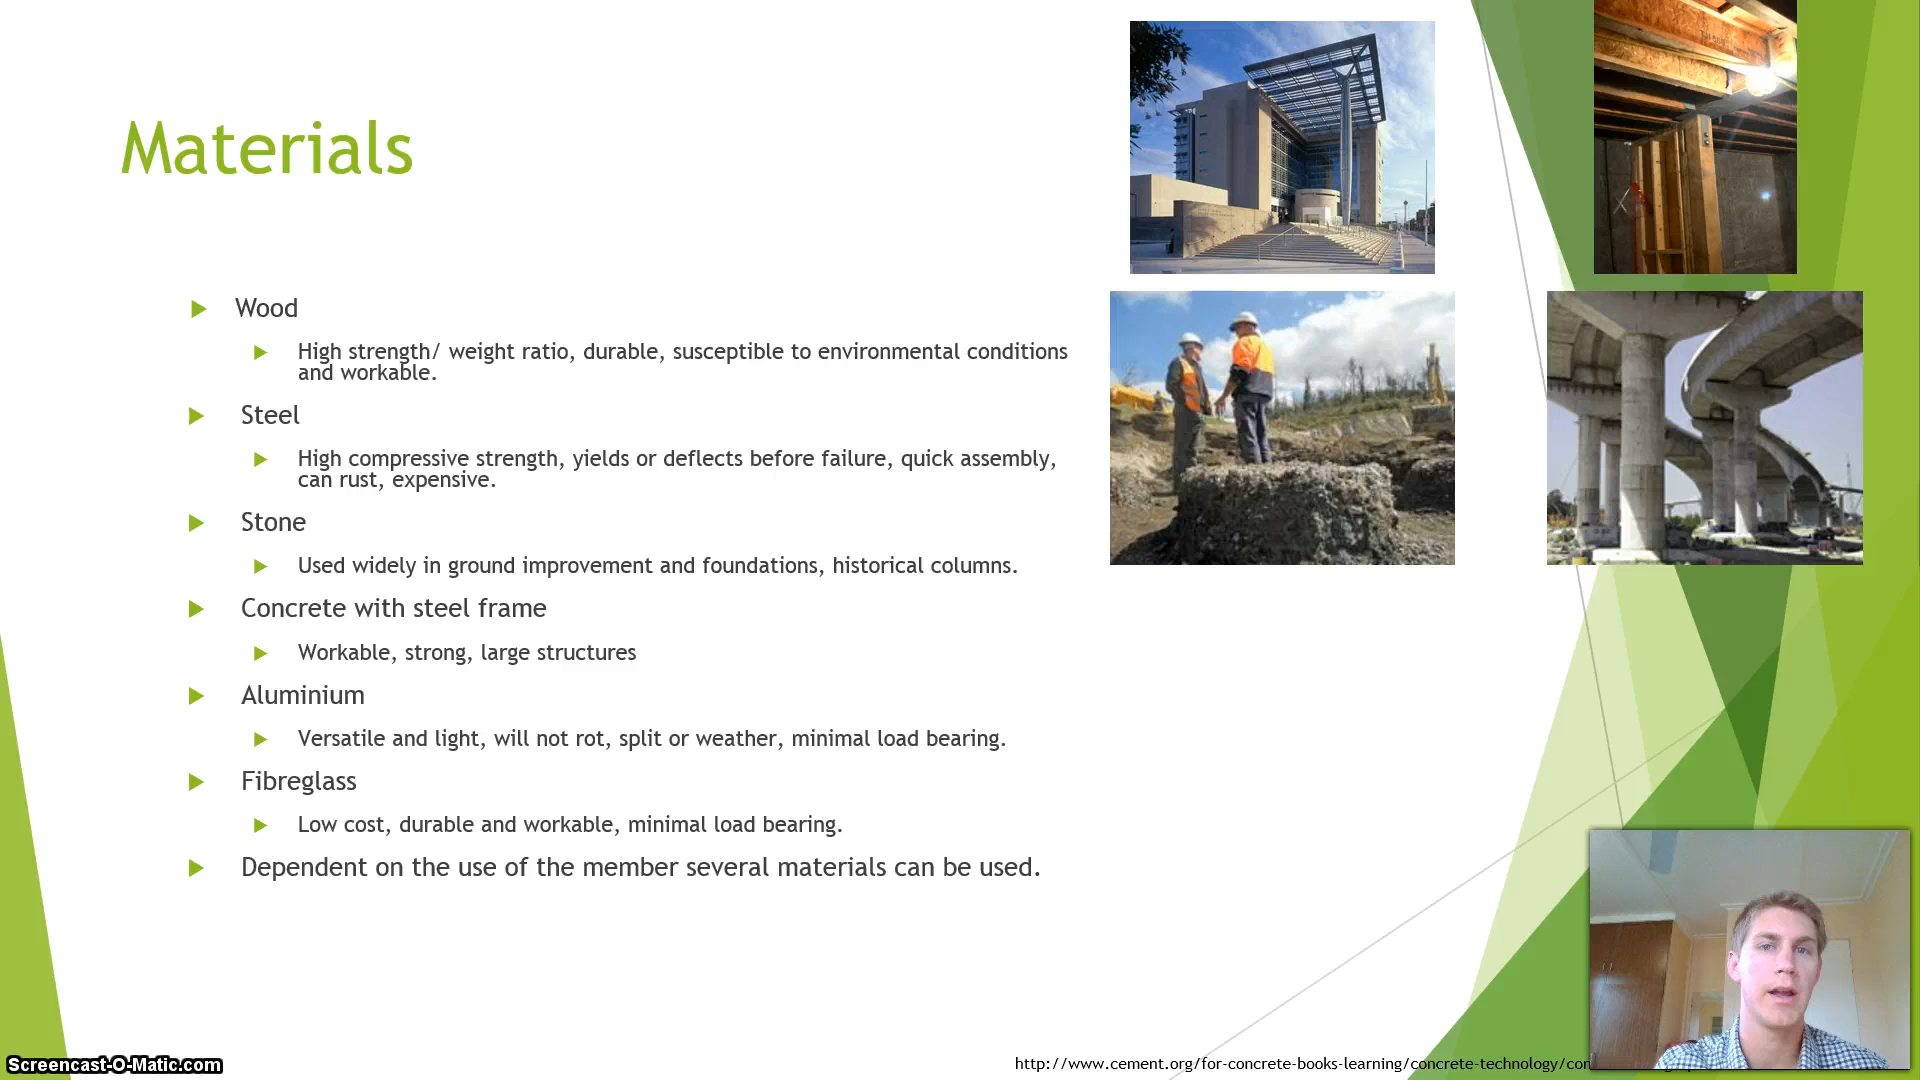 Materials
Wood
High strength/ weight ratio, durable, susceptible to environmental conditions
and workable.
Steel
High compressive strength, yields or deflects before failure, quick assembly,
can rust, expensive.
Stone
Used widely in ground improvement and foundations, historical columns.
Concrete with steel frame
Workable, strong, large structures
Aluminium
Versatile and light, will not rot, split or weather, minimal load bearing.
Fibreglass
Low cost, durable and workable, minimal load bearing.
Dependent on the use of the member several materials can be used.
http://www.cement.org/for-concrete-books-learning/concrete-technology/con
Screencast-O-Matic.com